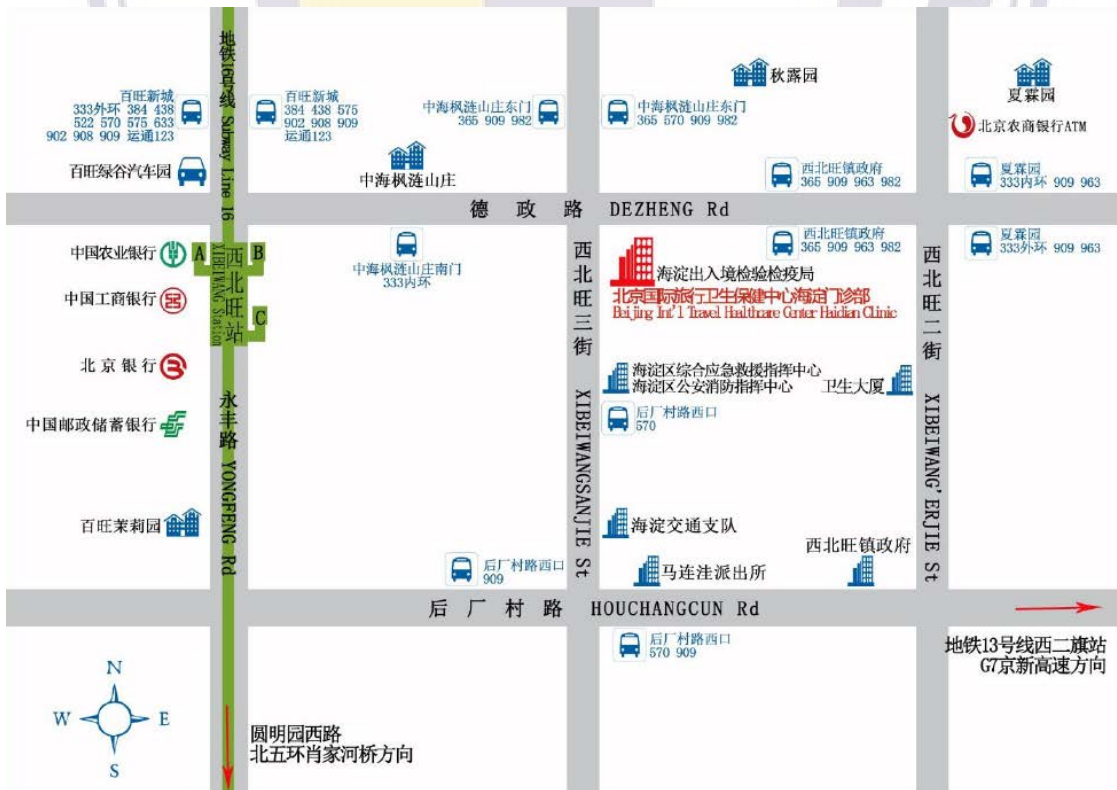 地铁16号线 Subway Line 16
百旺新城
333外环 384 438
522 570 575 633
902 908 909 运通123
百旺新城
384 438 575
902 908 909
运通123
中海枫涟山庄东门
365 909 982
中海枫涟山庄东门
365 570 909 982
秋露园
夏霖园
北京农商银行ATM
百旺绿谷汽车园
中海枫涟山庄
西北旺镇政府
365 909 963 982
夏霖园
333内环 909 963
德政路 DEZHENG Rd
中国农业银行
A
B
C
西北旺站
XIBEIWANG Station
中海枫涟山庄南门
333内环
西北旺三街 XIBEIWANGSANJIE St
海淀出入境检验检疫局
北京国际旅行卫生保健中心海淀门诊部
Beijing Int'l Travel Healthcare Center Haidian Clinic
西北旺镇政府
365 909 963 982
西北旺二街 XIBEIWANG'ERJIE St
夏霖园
333外环 909 963
中国工商银行
北京银行
中国邮政储蓄银行
永丰路 YONGFENG Rd
海淀区综合应急救援指挥中心
海淀区公安消防指挥中心
卫生大厦
后厂村路西口
570
百旺茉莉园
海淀交通支队
西北旺镇政府
后厂村路西口
909
马连洼派出所
后厂村路 HOUCHANGCUN Rd
后厂村路西口
570 909
地铁13号线西二旗站
G7京新高速方向
N
W
E
S
圆明园西路
北五环肖家河桥方向